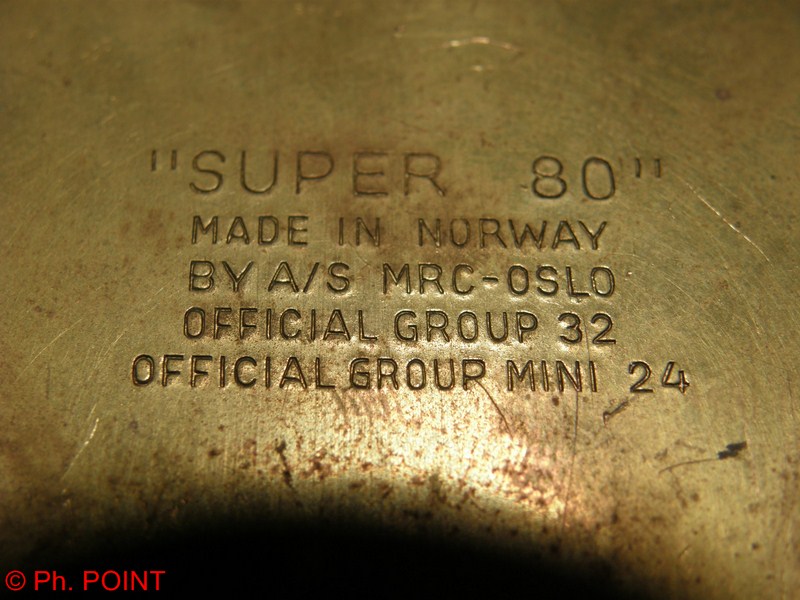 "SUPER 80"
MADE IN NORWAY
BY A/S MRC-OSLO
OFFICIAL GROUP 32
OFFICIAL GROUP MINI 24
© Ph. POINT